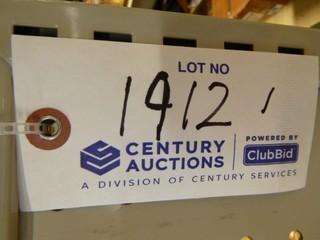 LOT NO
1912 1
CENTURY AUCTIONS POWERED BY ClubBid
A DIVISION OF CENTURY SERVICES